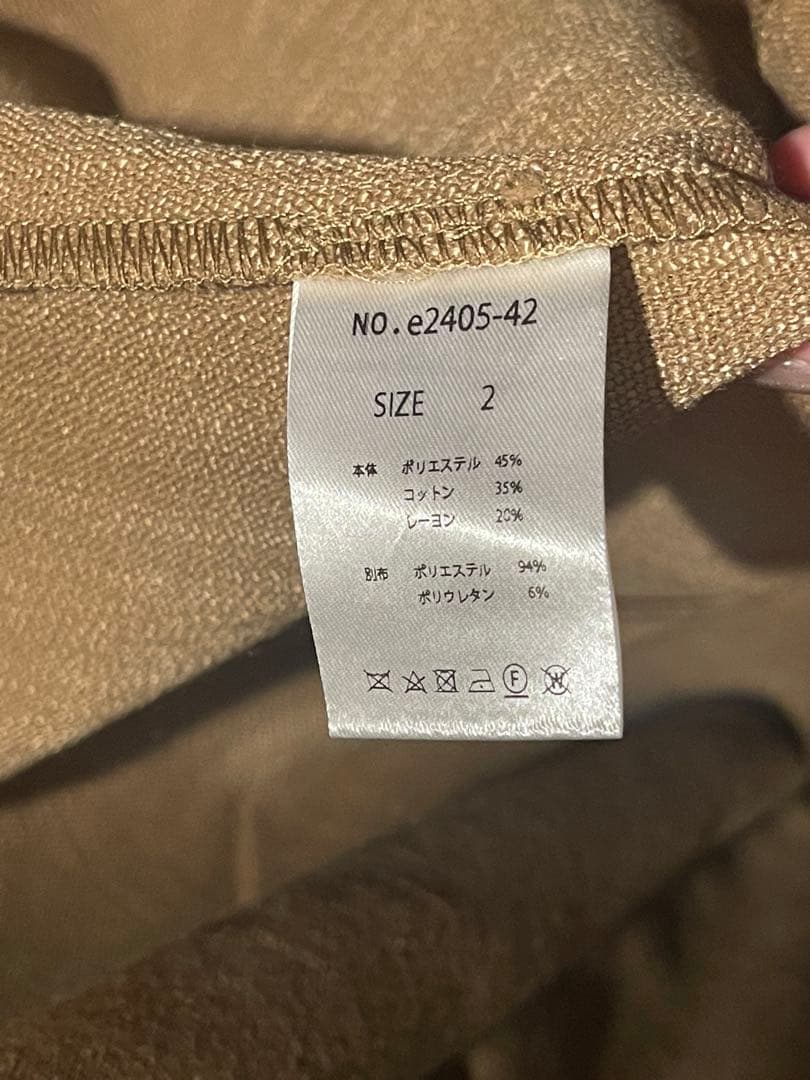 NO.e2405-42
SIZE 2
本体 ポリエステル 45%
コットン 35%
レーヨン 20%
別布 ポリエステル 94%
ポリウレタン 6%
F W